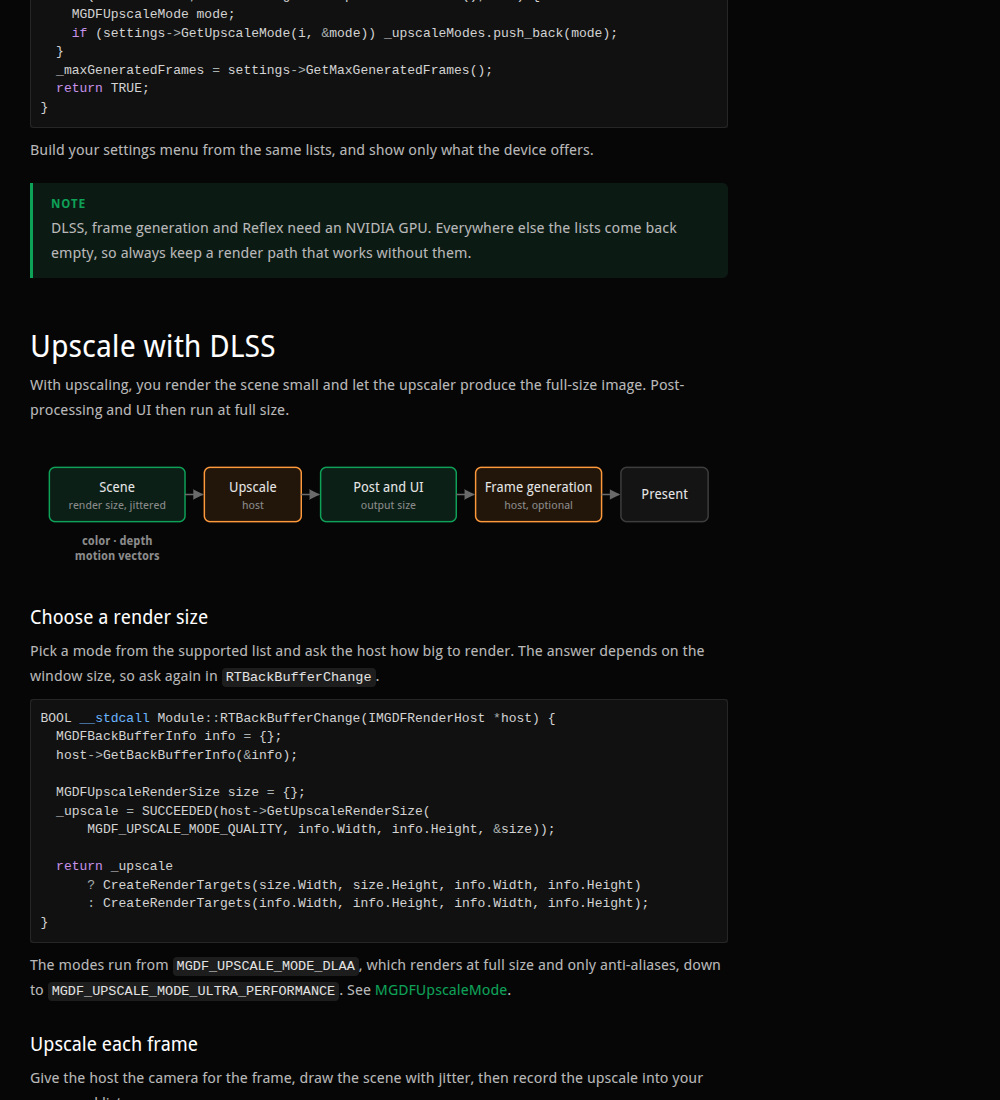 MGDFUpscaleMode mode;
if (settings->GetUpscaleMode(i, &mode)) _upscaleModes.push_back(mode);
}
_maxGeneratedFrames = settings->GetMaxGeneratedFrames();
return TRUE;
}
Build your settings menu from the same lists, and show only what the device offers.
NOTE
DLSS, frame generation and Reflex need an NVIDIA GPU. Everywhere else the lists come back
empty, so always keep a render path that works without them.
Upscale with DLSS
With upscaling, you render the scene small and let the upscaler produce the full-size image. Post-
processing and UI then run at full size.
Scene
render size, jittered
Upscale
host
Post and UI
output size
Frame generation
host, optional
Present
color · depth
motion vectors
Choose a render size
Pick a mode from the supported list and ask the host how big to render. The answer depends on the
window size, so ask again in RTBackBufferChange.
BOOL __stdcall Module::RTBackBufferChange(IMGDFRenderHost *host) {
MGDFBackBufferInfo info = {};
host->GetBackBufferInfo(&info);
MGDFUpscaleRenderSize size = {};
_upscale = SUCCEEDED(host->GetUpscaleRenderSize(
MGDF_UPSCALE_MODE_QUALITY, info.Width, info.Height, &size));
return _upscale
? CreateRenderTargets(size.Width, size.Height, info.Width, info.Height)
: CreateRenderTargets(info.Width, info.Height, info.Width, info.Height);
}
The modes run from MGDF_UPSCALE_MODE_DLAA, which renders at full size and only anti-aliases, down
to MGDF_UPSCALE_MODE_ULTRA_PERFORMANCE. See MGDFUpscaleMode.
Upscale each frame
Give the host the camera for the frame, draw the scene with jitter, then record the upscale into your